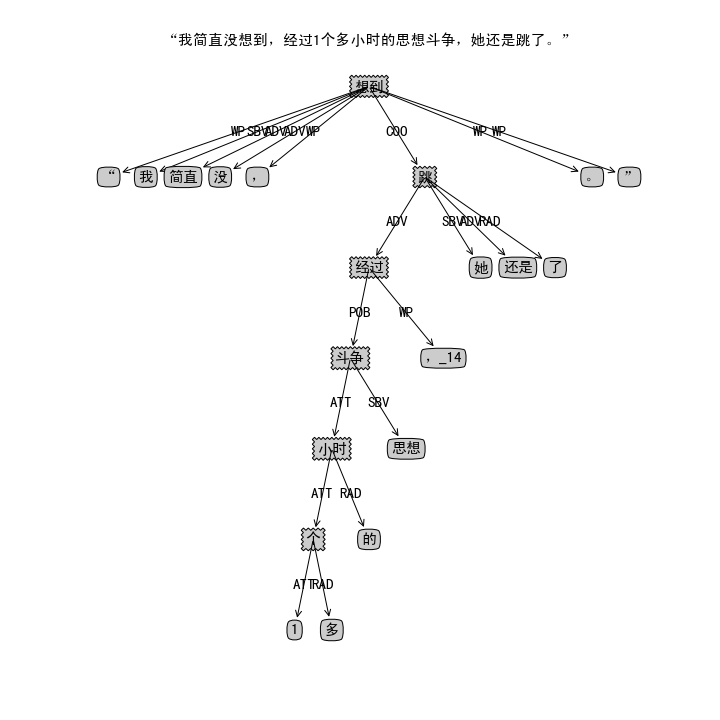 “我简直没想到，经过1个多小时的思想斗争，她还是跳了。”
想到
WP SBV ADV ADV WP COO WP WP
“ 我 简直 没 ， 跳 。 ”
ADV SBV ADV RAD
经过 她 还是 了
POB WP
斗争 ，_14
ATT SBV
小时 思想
ATT RAD
个 的
ATT RAD
1 多